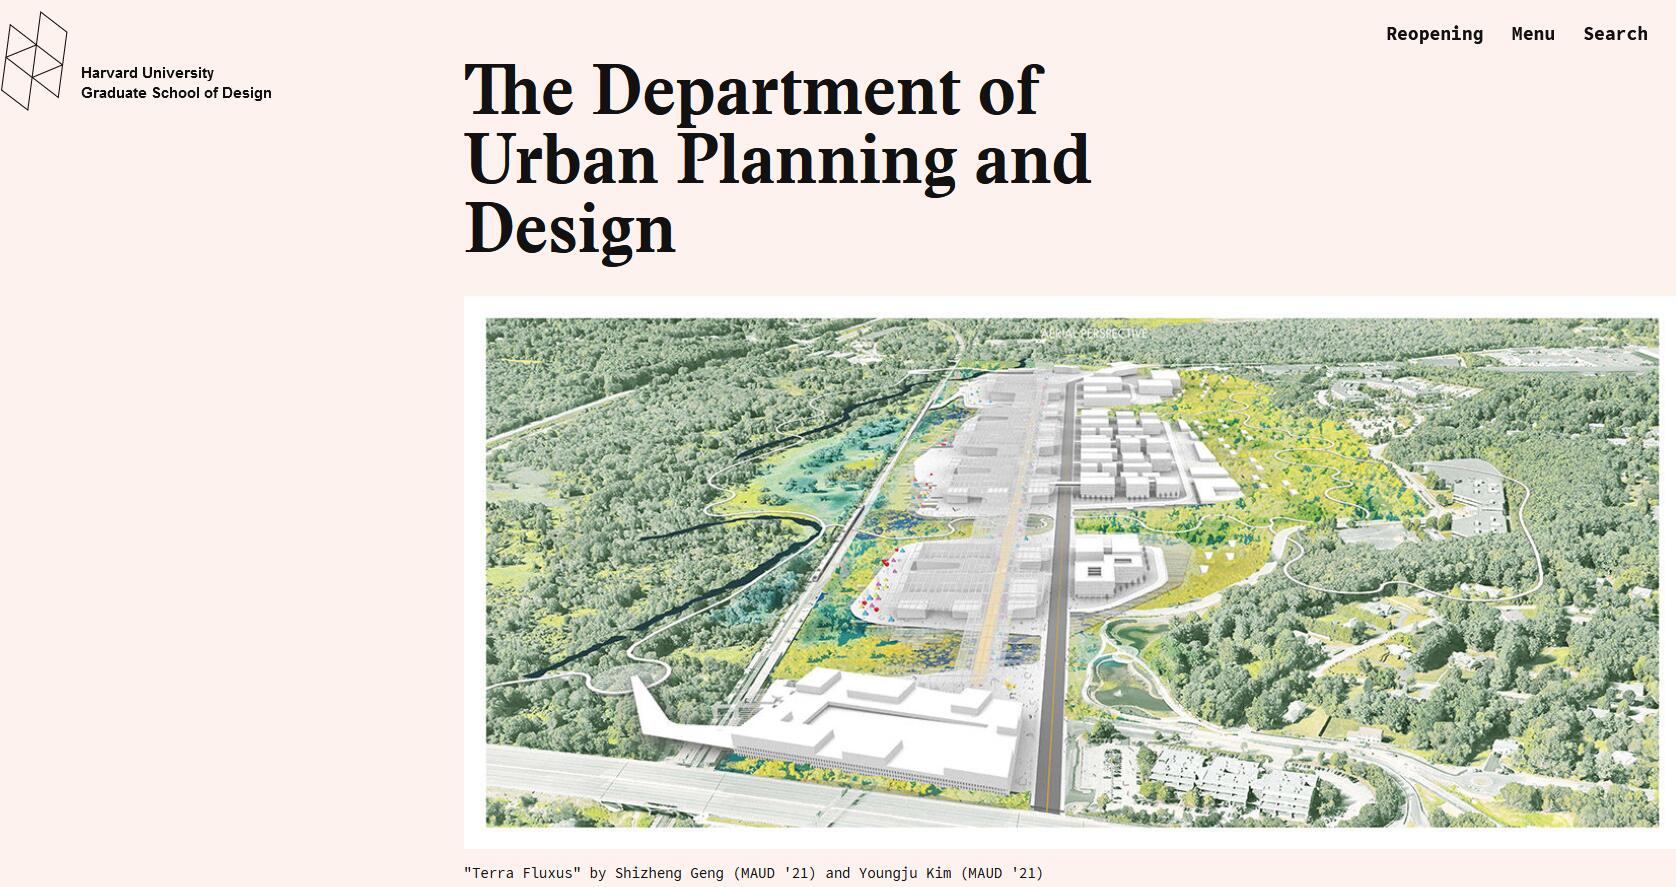 Harvard University
Graduate School of Design
Reopening Menu Search
The Department of
Urban Planning and
Design
AERIAL PERSPECTIVE
"Terra Fluxus" by Shizheng Geng (MAUD '21) and Youngju Kim (MAUD '21)